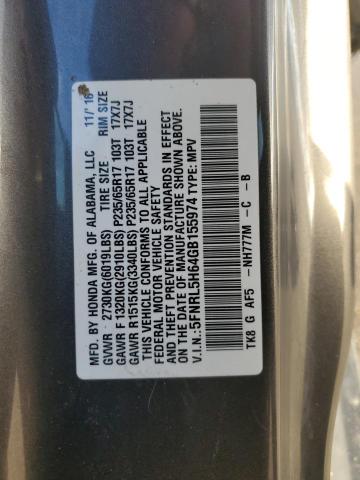 MFD. BY HONDA MFG. OF ALABAMA, LLC 11/'16
GVWR - 2730KG(6019LBS) TIRE SIZE RIM SIZE
GAWR F 1320KG(2910LBS) P235/65R17 103T 17X7J
GAWR R1515KG(3340LBS) P235/65R17 103T 17X7J
THIS VEHICLE CONFORMS TO ALL APPLICABLE
FEDERAL MOTOR VEHICLE SAFETY
AND THEFT PREVENTION STANDARDS IN EFFECT
ON THE DATE OF MANUFACTURE SHOWN ABOVE.
V.I.N.:5FNRL5H64GB155974 TYPE: MPV
TK8 G AF5 -NH777M - C - B